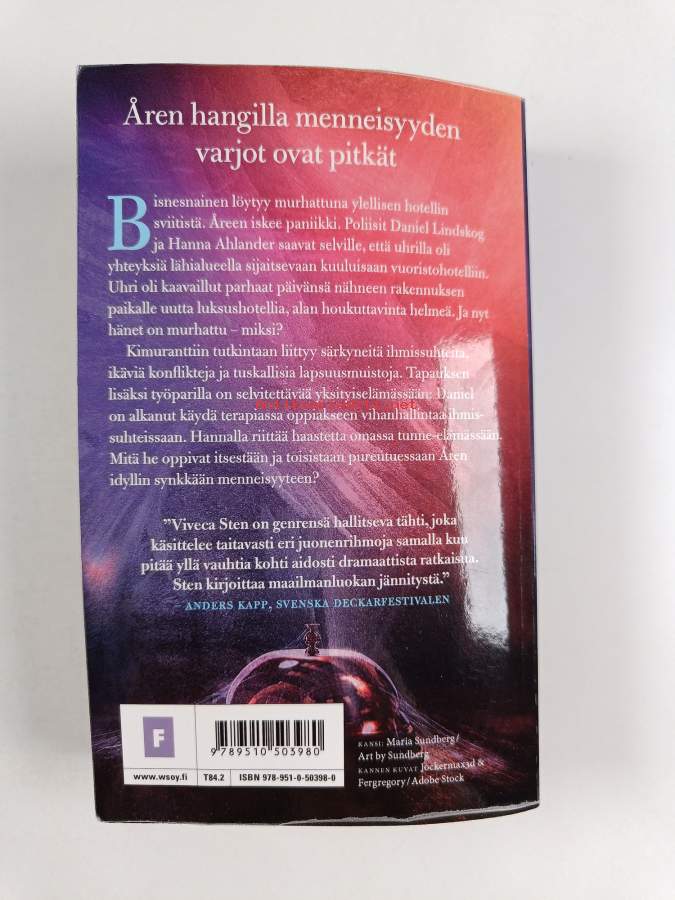 Åren hangilla menneisyyden
varjot ovat pitkät
Bisnesnainen löytyy murhattuna ylellisen hotellin
sviitistä. Åreen iskee paniikki. Poliisit Daniel Lindskog
ja Hanna Ahlander saavat selville, että uhrilla oli
yhteyksiä lähialueella sijaitsevaan kuuluisaan vuoristohotelliin.
Uhri oli kaavaillut parhaat päivänsä nähneen rakennuksen
paikalle uutta luksushotellia, alan houkuttavinta helmeä. Ja nyt
hänet on murhattu – miksi?
Kimuranttiin tutkintaan liittyy särkyneitä ihmissuhteita,
ikäviä konflikteja ja tuskallisia lapsuusmuistoja. Tapauksen
lisäksi työparilla on selvitettävää yksityiselämässän: Daniel
on alkanut käydä terapiassa oppiakseen vihanhallintaa ihmis-
suhteissaan. Hannalla riittää haastetta omassa tunne-elämässään.
Mitä he oppivat itsestään ja toisistaan pureutuessaan Åren
idyllin synkkään menneisyyteen?
”Viveca Sten on genrensä hallitseva tähti, joka
käsittelee taitavasti eri juonenrihmoja samalla kun
pitää yllä vauhtia kohti aidosti dramaattista ratkaisua.
Sten kirjoittaa maailmanluokan jännitystä.”
– ANDERS KAPP, SVENSKA DECKARFESTIVALEN
F
9789510503980
www.wsoy.fi T84.2 ISBN 978-951-0-50398-0
KANSI: Maria Sundberg/
Art by Sundberg
KANNEN KUVAT Jockermax3d &
Fergregory/Adobe Stock